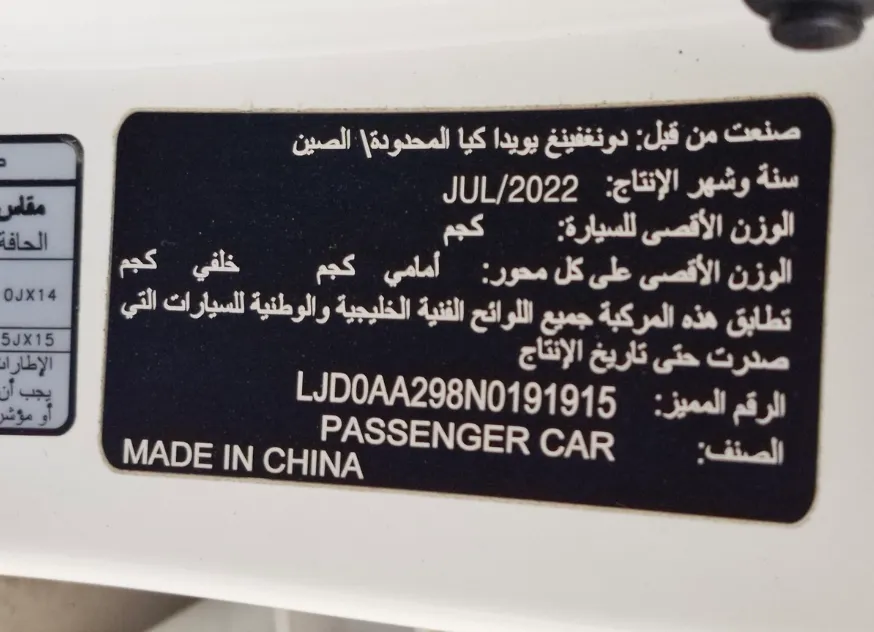 صنعت من قبل: دونغفينغ يويدا كيا المحدودة\ الصين
سنة وشهر الإنتاج: JUL/2022
الوزن الأقصى للسيارة: كجم
الوزن الأقصى على كل محور: أمامي كجم خلفي كجم
تطابق هذه المركبة جميع اللوائح الفنية الخليجية والوطنية للسيارات التي
صدرت حتى تاريخ الإنتاج
الرقم المميز: LJD0AA298N0191915
الصنف: PASSENGER CAR
MADE IN CHINA
مقاس
الحافة
0JX14
5JX15
الإطارات
يجب أن
أو مؤشر